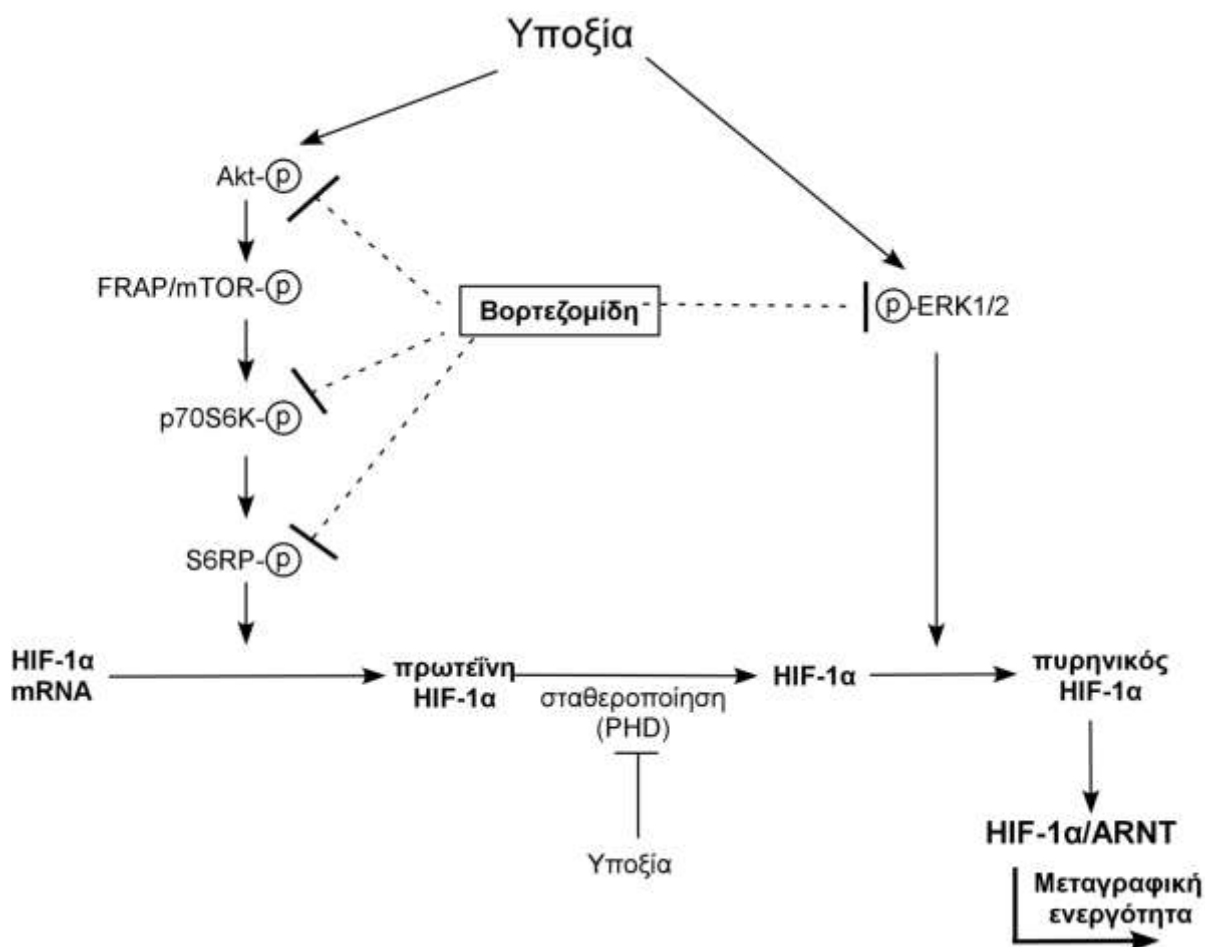 Υποξία
Akt-p
FRAP/mTOR-p
Βορτεζομίδη
p-ERK1/2
p70S6K-p
S6RP-p
HIF-1α
mRNA
πρωτεΐνη
HIF-1α
σταθεροποίηση
(PHD)
HIF-1α
πυρηνικός
HIF-1α
Υποξία
HIF-1α/ARNT
Μεταγραφική
ενεργότητα